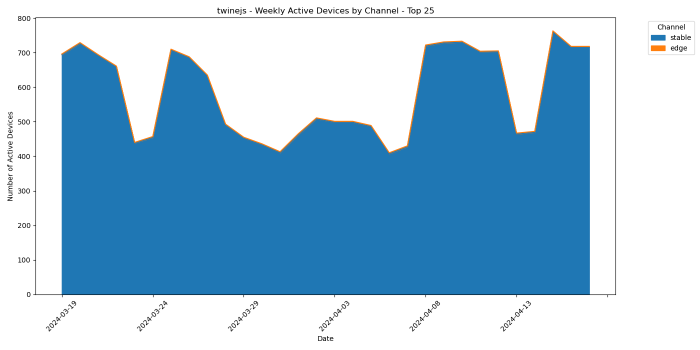 twinejs - Weekly Active Devices by Channel - Top 25
Channel
stable
edge
Number of Active Devices
800
700
600
500
400
300
200
100
0
2024-03-19
2024-03-24
2024-03-29
2024-04-03
2024-04-08
2024-04-13
Date